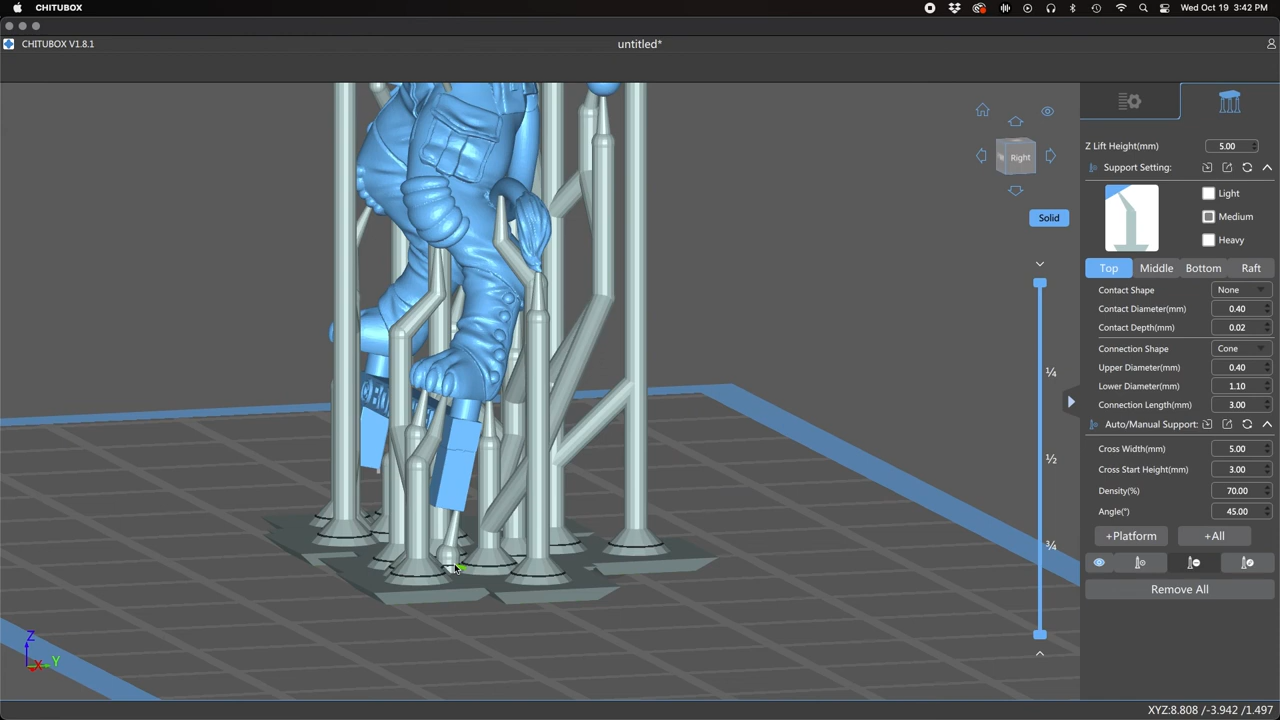 CHITUBOX
Wed Oct 19 3:42 PM
CHITUBOX V1.8.1
untitled*
Right
Solid
¼
½
¾
Z Lift Height(mm) 5.00
Support Setting:
Light
Medium
Heavy
Top Middle Bottom Raft
Contact Shape None
Contact Diameter(mm) 0.40
Contact Depth(mm) 0.02
Connection Shape Cone
Upper Diameter(mm) 0.40
Lower Diameter(mm) 1.10
Connection Length(mm) 3.00
Auto/Manual Support:
Cross Width(mm) 5.00
Cross Start Height(mm) 3.00
Density(%) 70.00
Angle(°) 45.00
+Platform +All
Remove All
Z
X Y
XYZ:8.808 /-3.942 /1.497